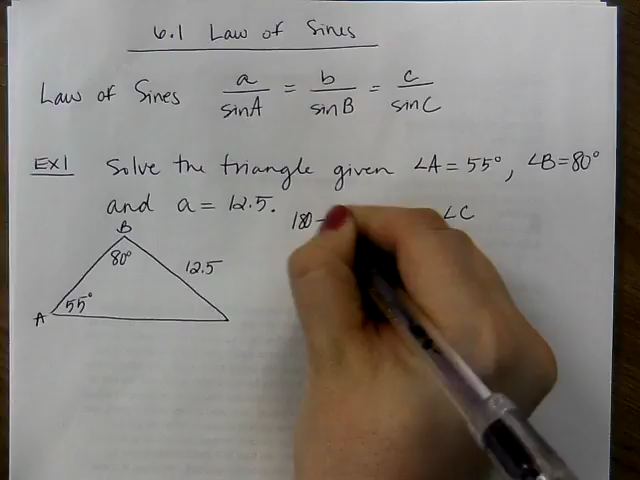 6.1 Law of Sines
Law of Sines a/sinA = b/sinB = c/sinC
EX1 Solve the triangle given ∠A = 55°, ∠B = 80°
and a = 12.5.
180- ∠C
B
80° 12.5
A 55°